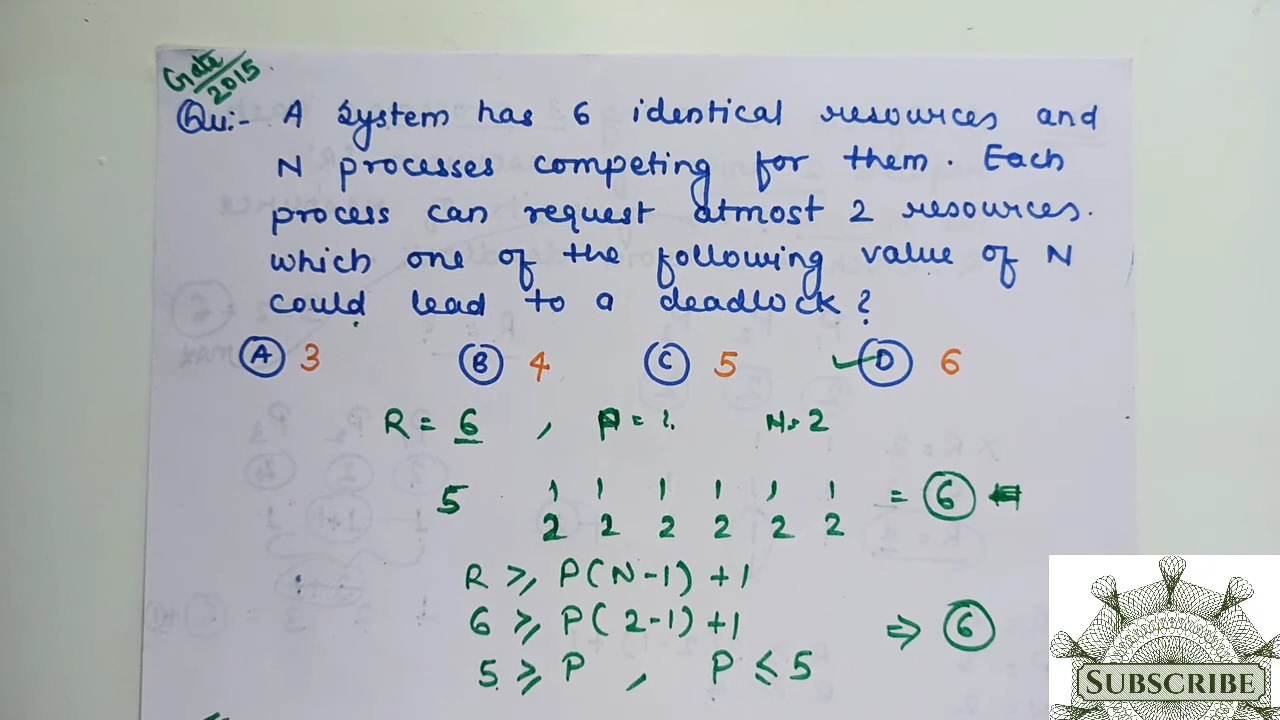 Gate
2015
Qu:- A system has 6 identical resources and
N processes competing for them. Each
process can request atmost 2 resources.
which one of the following value of N
could lead to a deadlock?
A 3 B 4 C 5 D 6
R = 6 , P = ? N = 2
5 1 1 1 1 1 1 = 6
2 2 2 2 2 2
R ≥ P(N-1) +1
6 ≥ P(2-1) +1 ⇒ 6
5 ≥ P , P ≤ 5
SUBSCRIBE